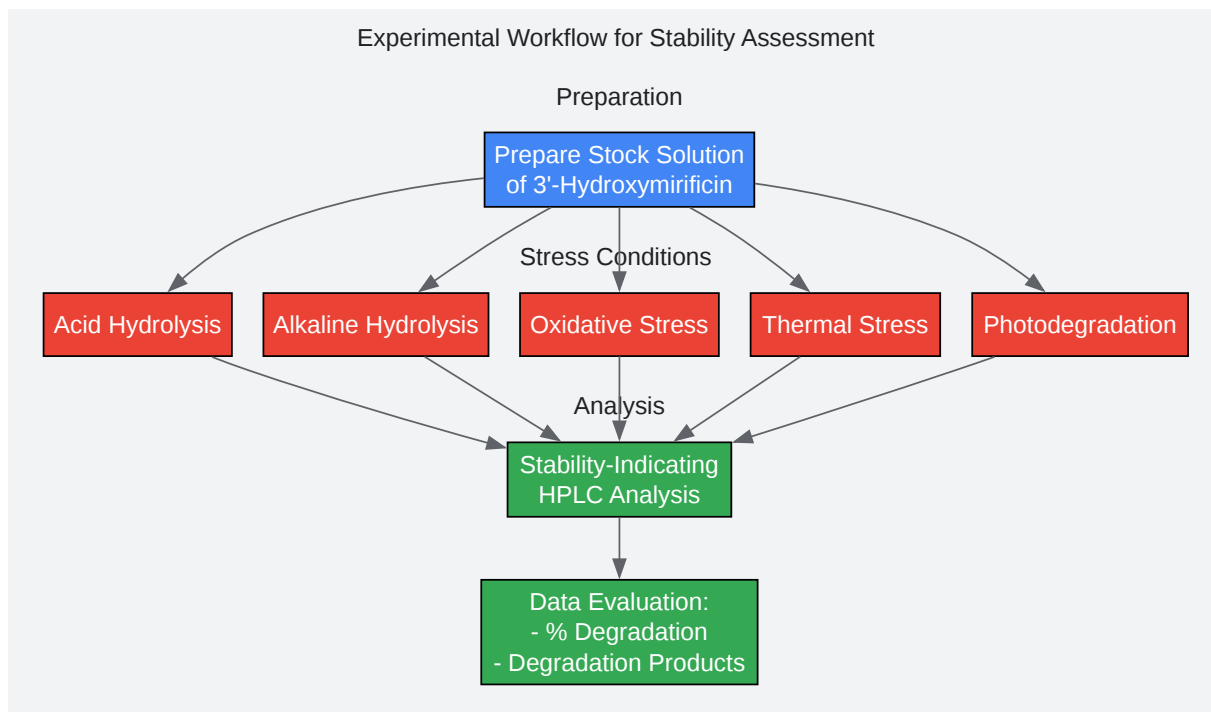 Experimental Workflow for Stability Assessment
Preparation
Prepare Stock Solution
of 3'-Hydroxymirificin
Stress Conditions
Acid Hydrolysis
Alkaline Hydrolysis
Oxidative Stress
Thermal Stress
Photodegradation
Analysis
Stability-Indicating
HPLC Analysis
Data Evaluation:
- % Degradation
- Degradation Products